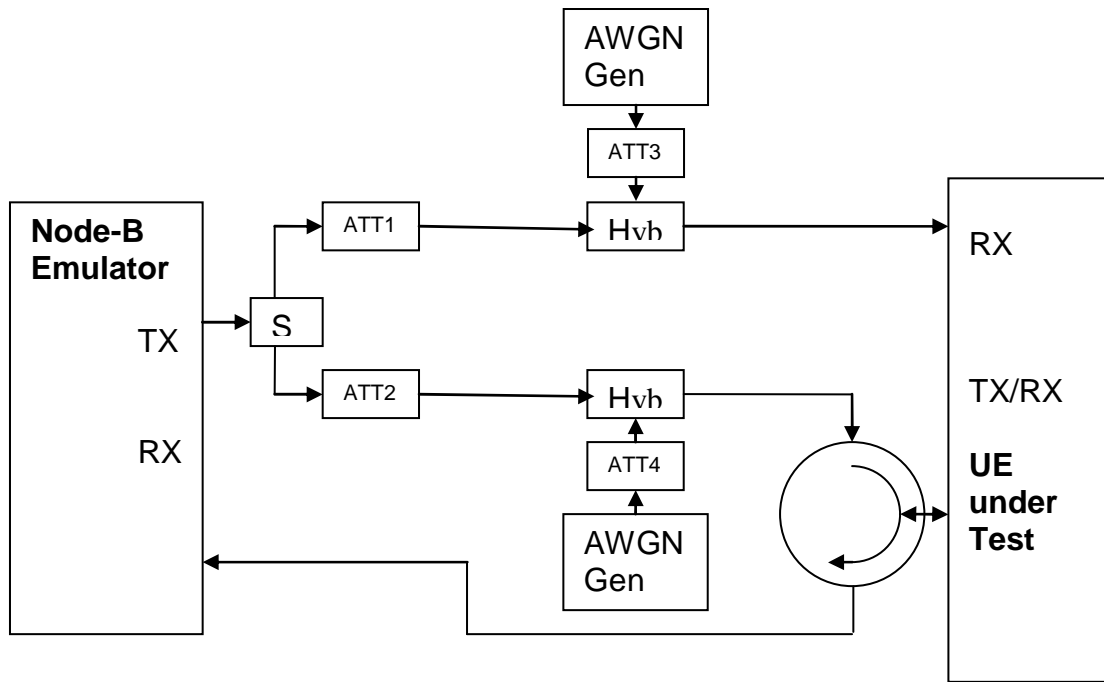 AWGN
Gen
ATT3
Node-B
Emulator
ATT1
Hyb
RX
S
TX
ATT2
Hyb
TX/RX
RX
ATT4
UE
under
Test
AWGN
Gen